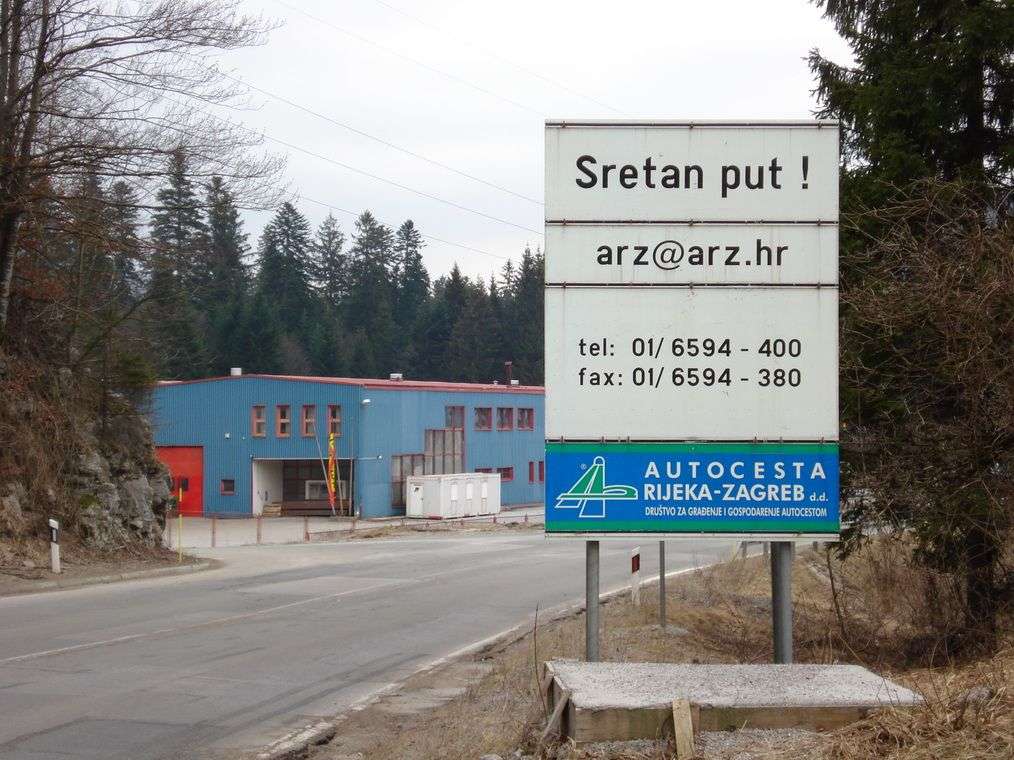 Sretan put !
arz@arz.hr
tel: 01/ 6594 - 400
fax: 01/ 6594 - 380
AUTOCESTA
RIJEKA-ZAGREB d.d.
DRUŠTVO ZA GRAĐENJE I GOSPODARENJE AUTOCESTOM